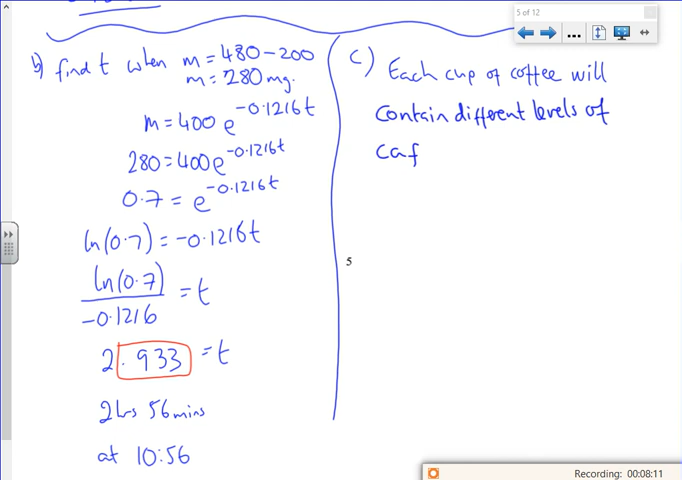 5 of 12
b) find t when m = 480 - 200
m = 280 mg.
m = 400 e^-0.1216t
280 = 400e^-0.1216t
0.7 = e^-0.1216t
ln(0.7) = -0.1216t
ln(0.7)
-0.1216
= t
2.933 = t
2hrs 56mins
at 10:56
c) Each cup of coffee will
contain different levels of
caf
5
Recording: 00:08:11